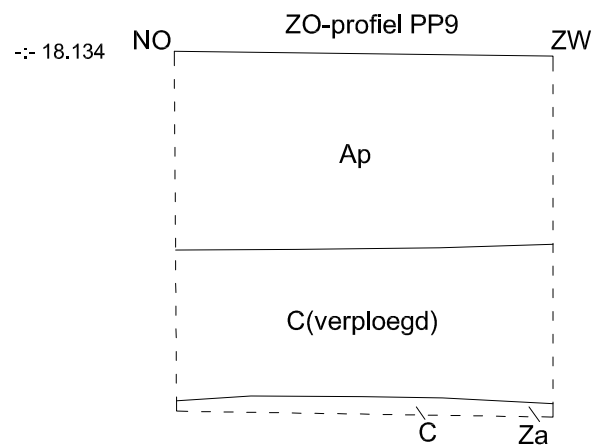 ZO-profiel PP9
NO
ZW
-:- 18.134
Ap
C(verploegd)
C
Za